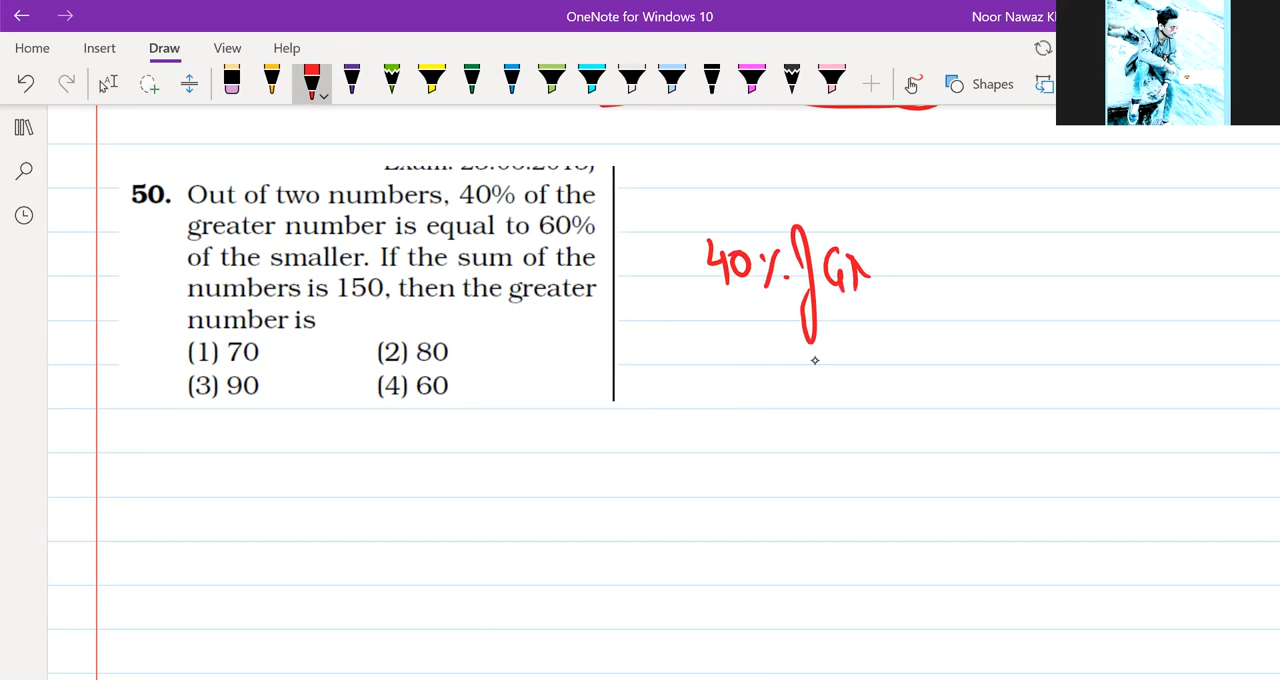 OneNote for Windows 10
Noor Nawaz
Home Insert Draw View Help
Shapes
50. Out of two numbers, 40% of the
greater number is equal to 60%
of the smaller. If the sum of the
numbers is 150, then the greater
number is
(1) 70 (2) 80
(3) 90 (4) 60
40% of Gr